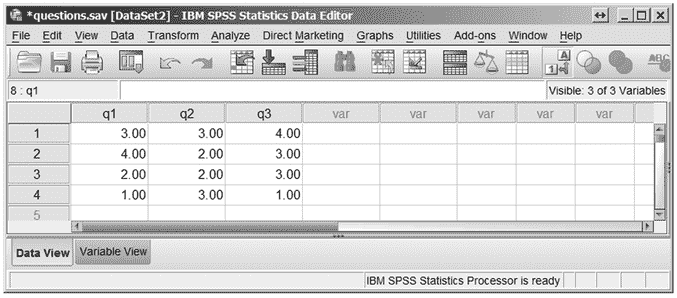 *questions.sav [DataSet2] - IBM SPSS Statistics Data Editor
File Edit View Data Transform Analyze Direct Marketing Graphs Utilities Add-ons Window Help
8 : q1 Visible: 3 of 3 Variables
q1 q2 q3 var var var var var
1 3.00 3.00 4.00
2 4.00 2.00 3.00
3 2.00 2.00 3.00
4 1.00 3.00 1.00
5
Data View Variable View
IBM SPSS Statistics Processor is ready